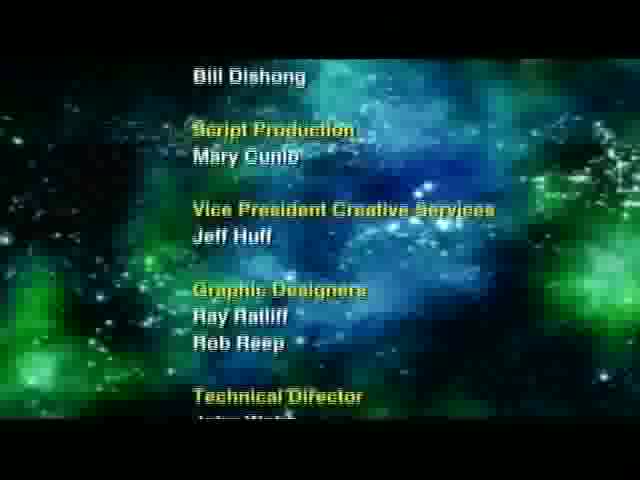 Bill Dishong
Script Production
Mary Cunio
Vice President Creative Services
Jeff Huff
Graphic Designers
Ray Ratliff
Rob Reep
Technical Director